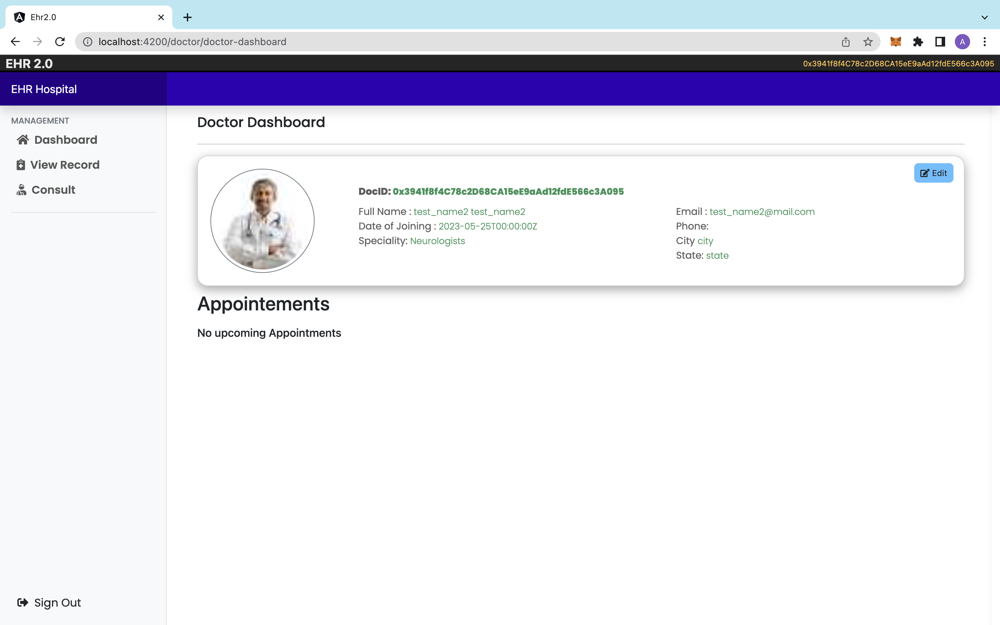 Ehr2.0
localhost:4200/doctor/doctor-dashboard
A
EHR 2.0
0x3941f8f4C78c2D68CA15eE9aAd12fdE566c3A095
EHR Hospital
MANAGEMENT
Dashboard
View Record
Consult
Sign Out
Doctor Dashboard
Edit
DocID: 0x3941f8f4C78c2D68CA15eE9aAd12fdE566c3A095
Full Name : test_name2 test_name2
Date of Joining : 2023-05-25T00:00:00Z
Speciality: Neurologists
Email : test_name2@mail.com
Phone:
City city
State: state
Appointements
No upcoming Appointments